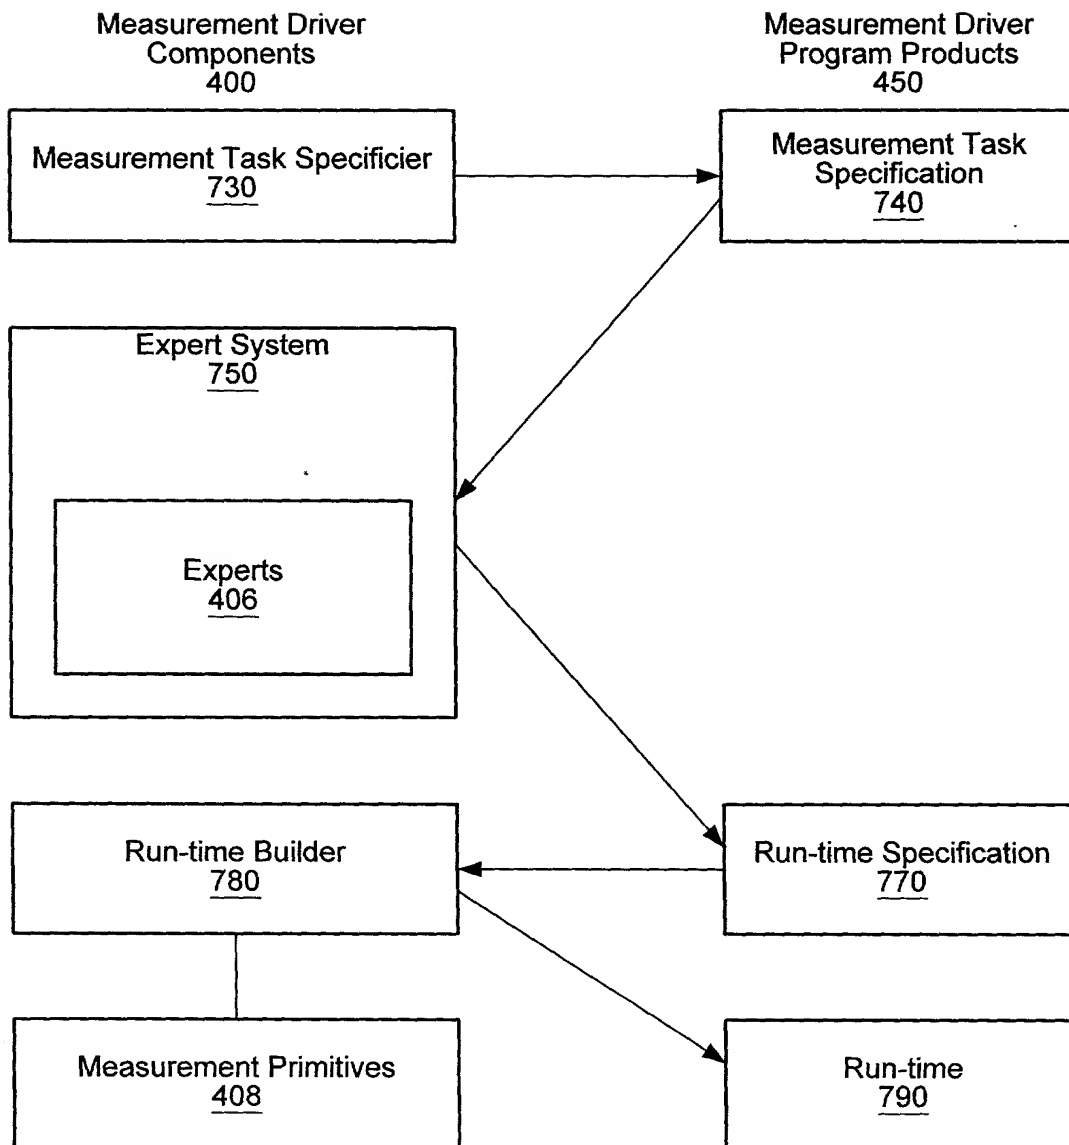 Measurement Driver
Components
400
Measurement Driver
Program Products
450
Measurement Task Specificier
730
Measurement Task
Specification
740
Expert System
750
Experts
406
Run-time Builder
780
Run-time Specification
770
Measurement Primitives
408
Run-time
790